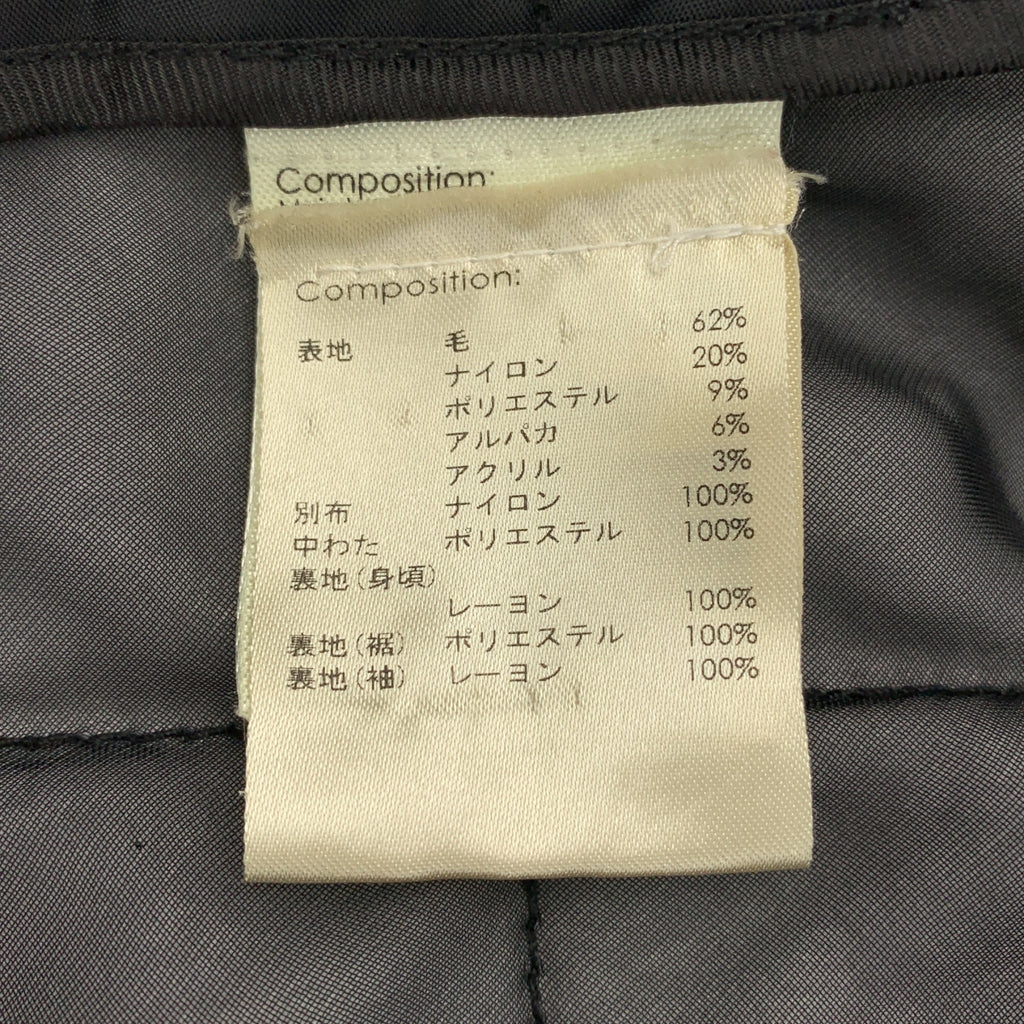 Composition:
Composition:
表地 毛 62%
ナイロン 20%
ポリエステル 9%
アルパカ 6%
アクリル 3%
別布 ナイロン 100%
中わた ポリエステル 100%
裏地(身頃)
レーヨン 100%
裏地(裾) ポリエステル 100%
裏地(袖) レーヨン 100%